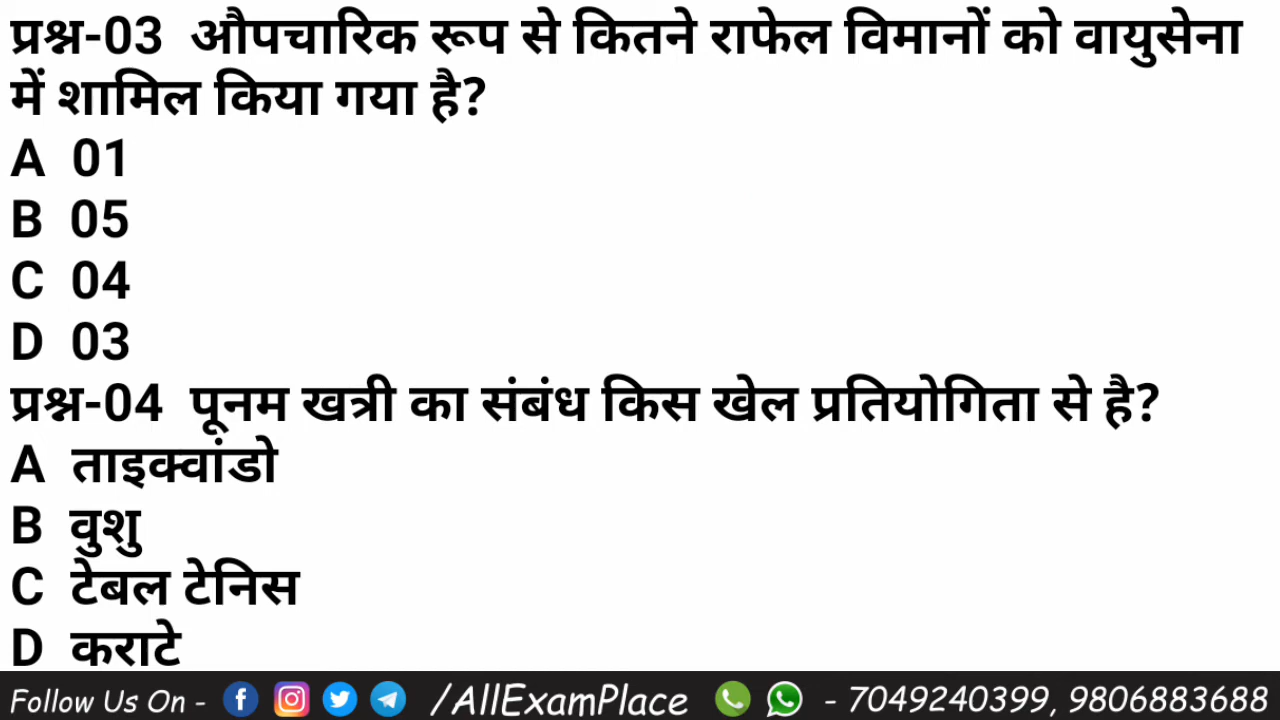 प्रश्न-03 औपचारिक रूप से कितने राफेल विमानों को वायुसेना
में शामिल किया गया है?
A 01
B 05
C 04
D 03
प्रश्न-04 पूनम खत्री का संबंध किस खेल प्रतियोगिता से है?
A ताइक्वांडो
B वुशु
C टेबल टेनिस
D कराटे
Follow Us On - /AllExamPlace - 7049240399, 9806883688